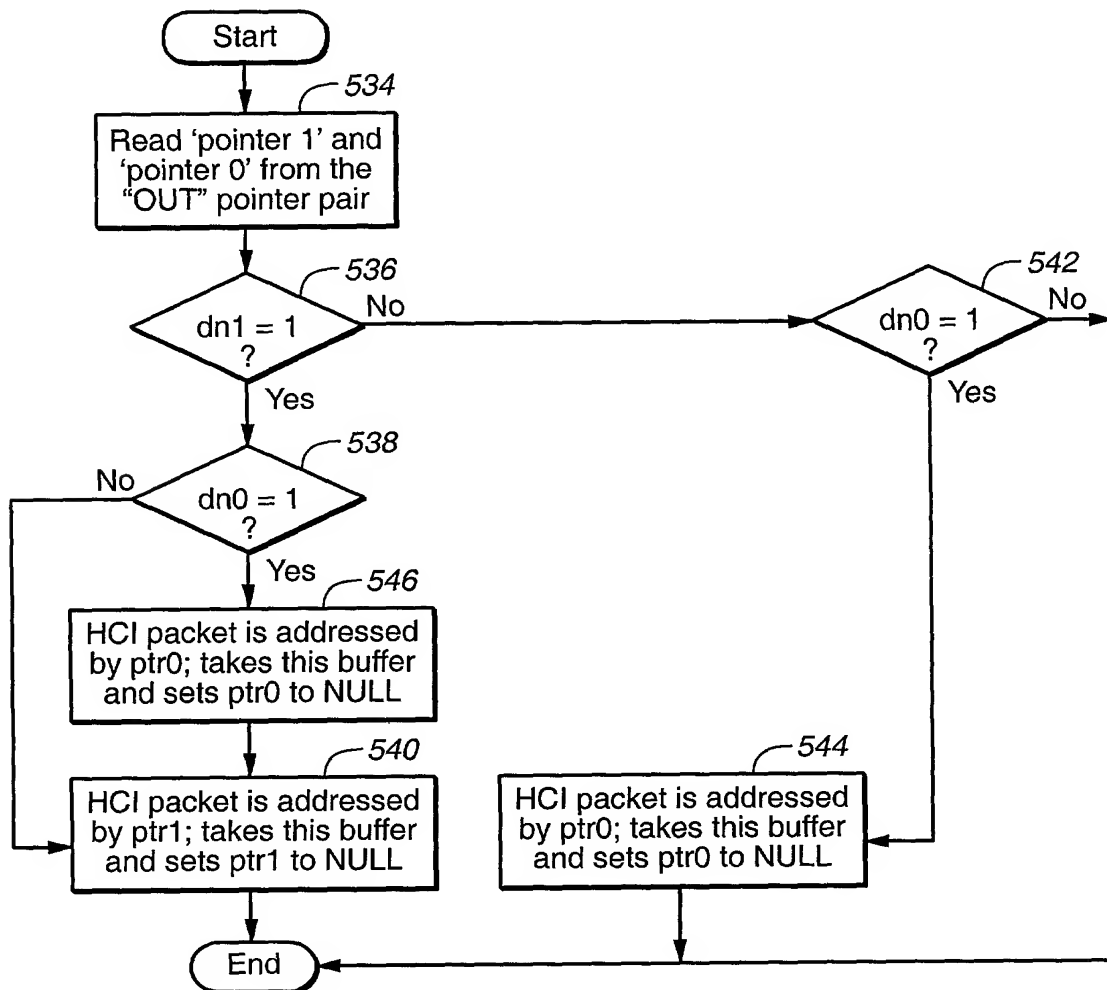 Start
534
Read ‘pointer 1’ and
‘pointer 0’ from the
“OUT” pointer pair
536
dn1 = 1
?
No
Yes
542
dn0 = 1
?
No
Yes
538
dn0 = 1
?
No
Yes
546
HCI packet is addressed
by ptr0; takes this buffer
and sets ptr0 to NULL
540
HCI packet is addressed
by ptr1; takes this buffer
and sets ptr1 to NULL
544
HCI packet is addressed
by ptr0; takes this buffer
and sets ptr0 to NULL
End